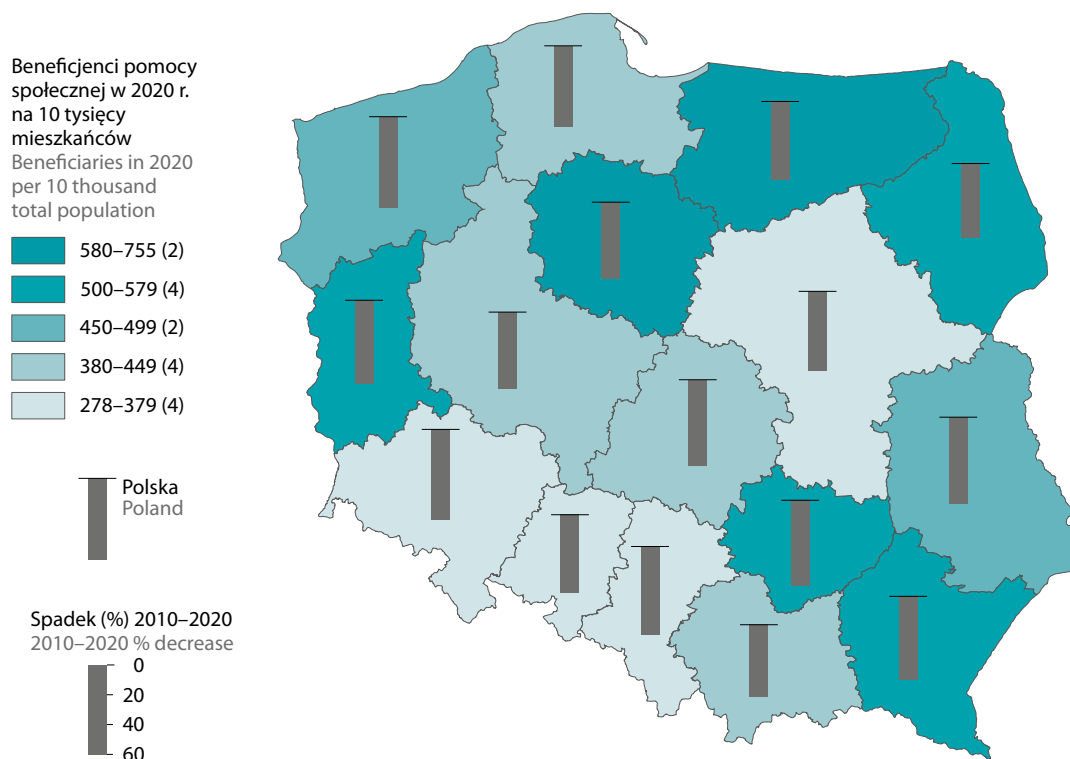 Beneficjenci pomocy
społecznej w 2020 r.
na 10 tysięcy
mieszkańców
Beneficiaries in 2020
per 10 thousand
total population
580–755 (2)
500–579 (4)
450–499 (2)
380–449 (4)
278–379 (4)
Polska
Poland
Spadek (%) 2010–2020
2010–2020 % decrease
0
20
40
60